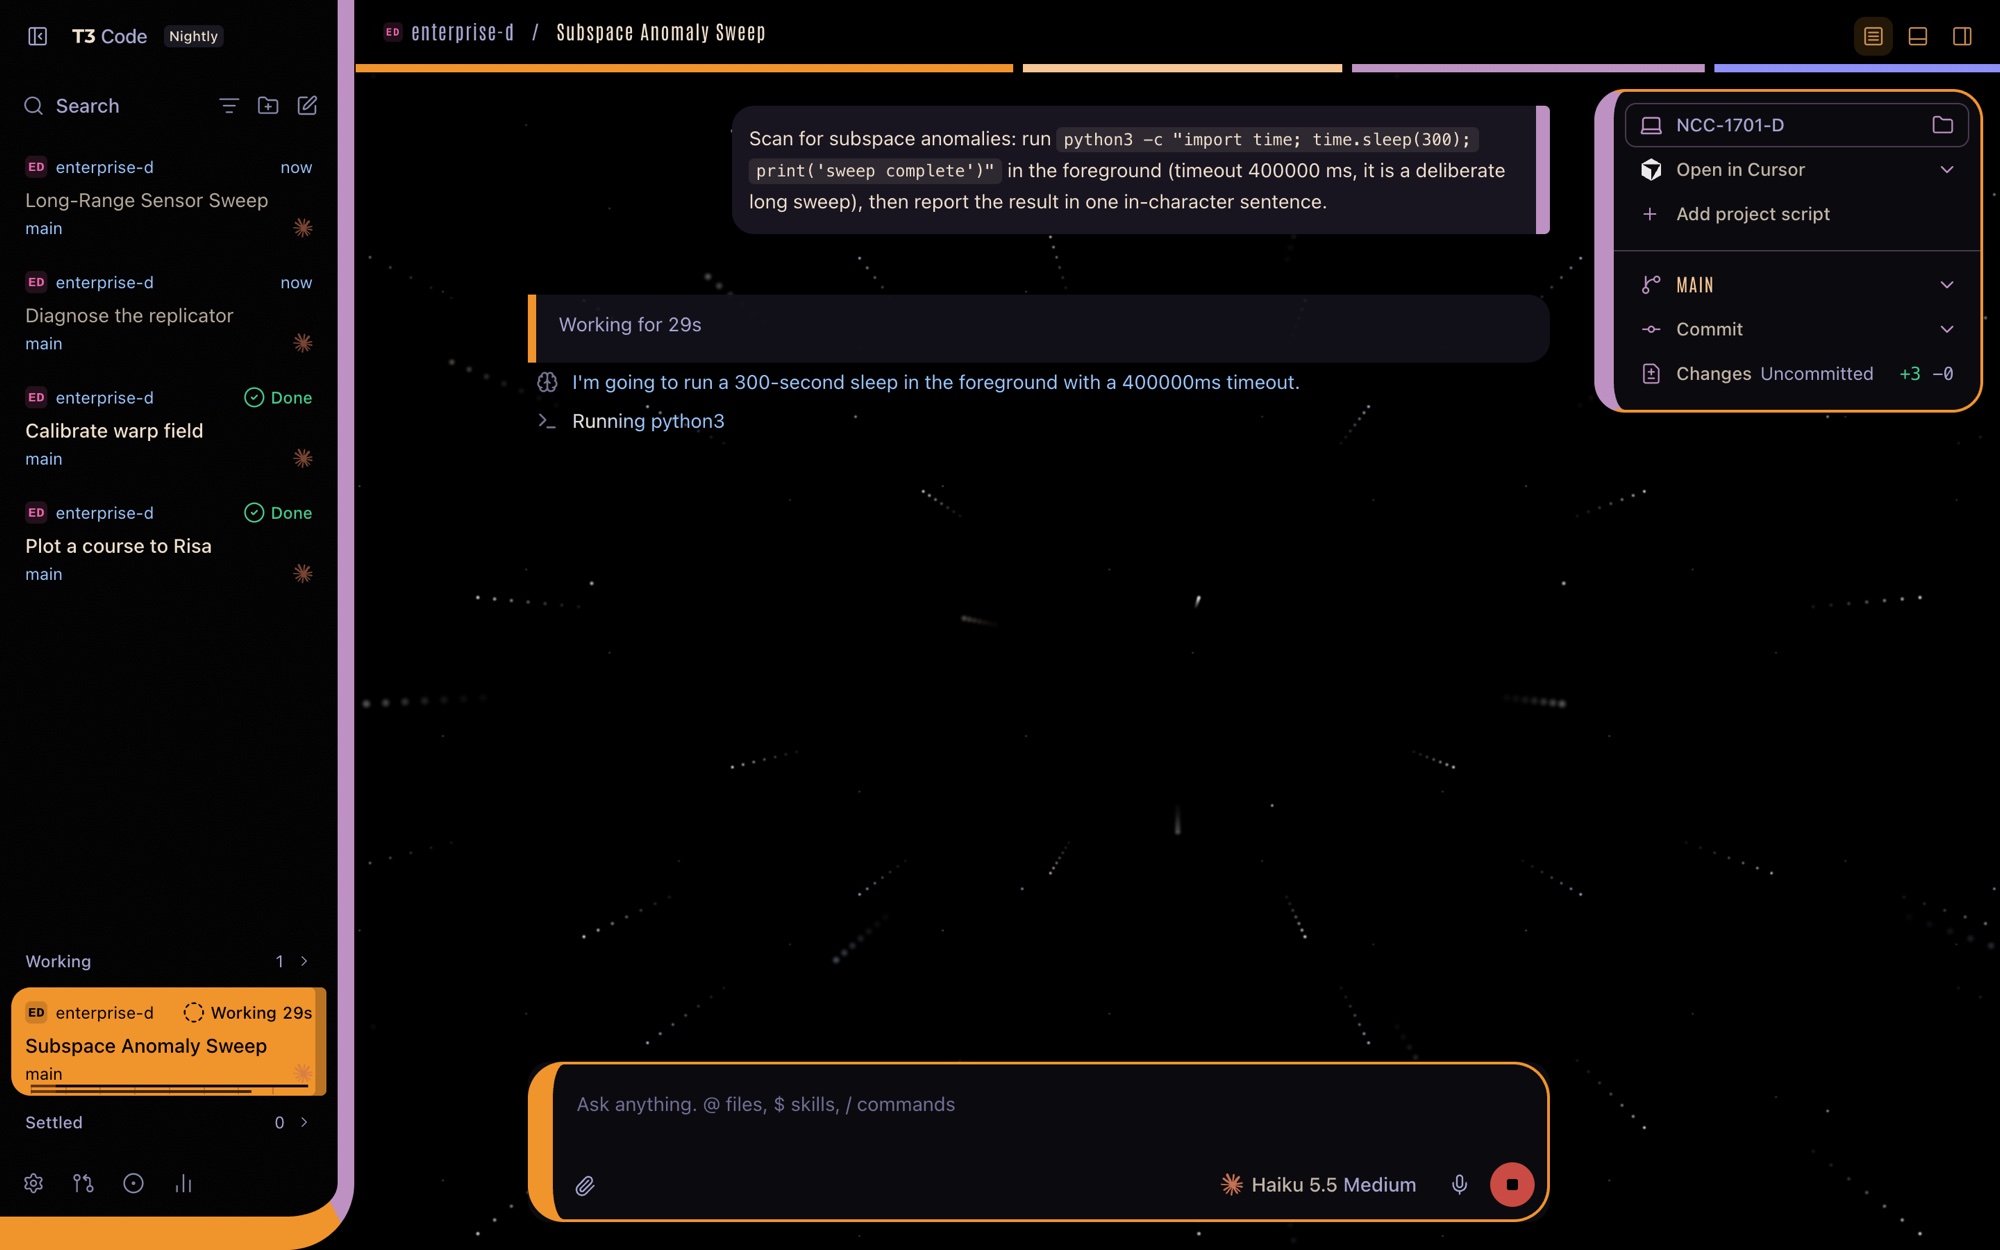 T3 Code Nightly
Search
ED enterprise-d now
Long-Range Sensor Sweep
main
ED enterprise-d now
Diagnose the replicator
main
ED enterprise-d Done
Calibrate warp field
main
ED enterprise-d Done
Plot a course to Risa
main
Working 1
ED enterprise-d Working 29s
Subspace Anomaly Sweep
main
Settled 0
ED enterprise-d / Subspace Anomaly Sweep
Scan for subspace anomalies: run python3 -c "import time; time.sleep(300);
print('sweep complete')" in the foreground (timeout 400000 ms, it is a deliberate
long sweep), then report the result in one in-character sentence.
Working for 29s
I'm going to run a 300-second sleep in the foreground with a 400000ms timeout.
Running python3
Ask anything. @ files, $ skills, / commands
Haiku 5.5 Medium
NCC-1701-D
Open in Cursor
Add project script
MAIN
Commit
Changes Uncommitted +3 −0